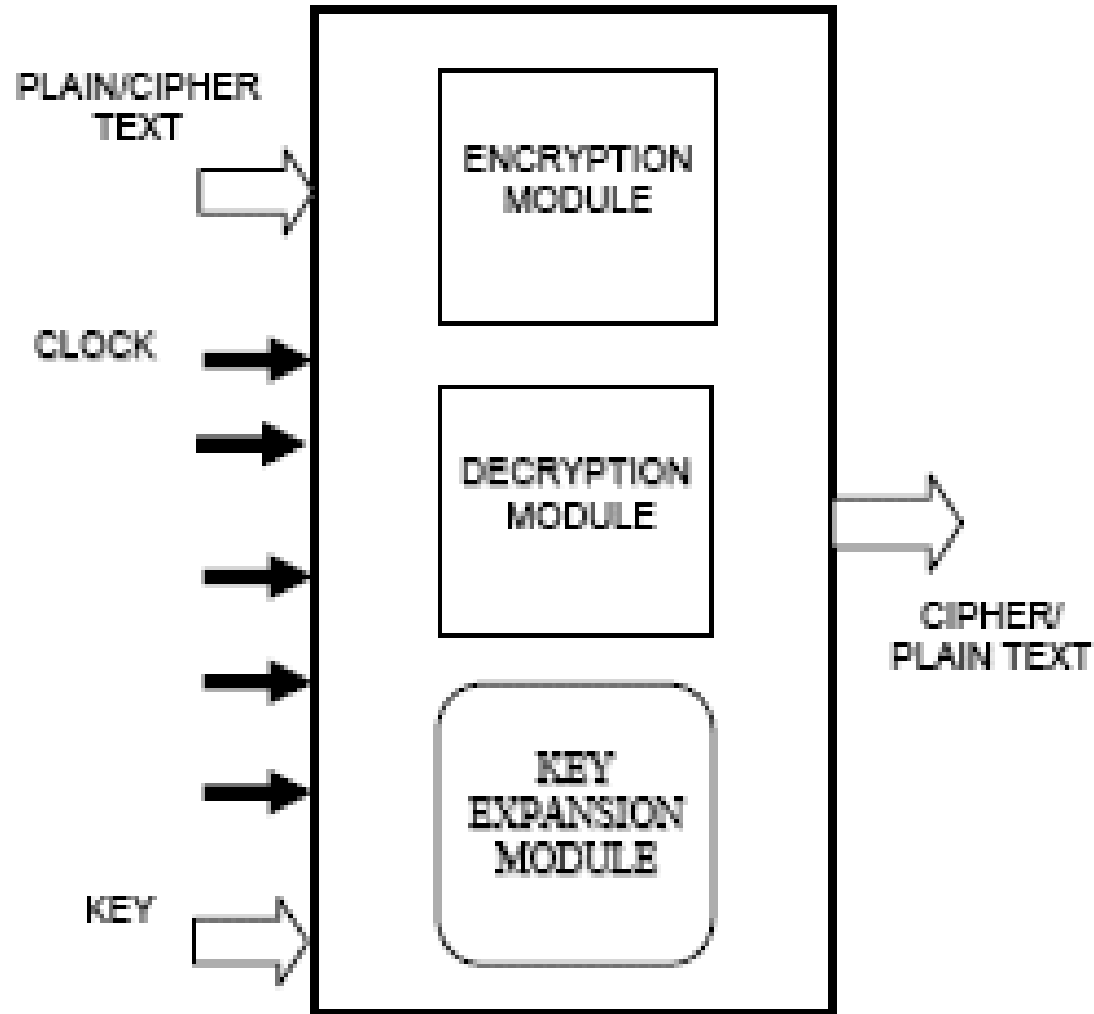 PLAIN/CIPHER
TEXT
ENCRYPTION
MODULE
CLOCK
DECRYPTION
MODULE
CIPHER/
PLAIN TEXT
KEY
EXPANSION
MODULE
KEY